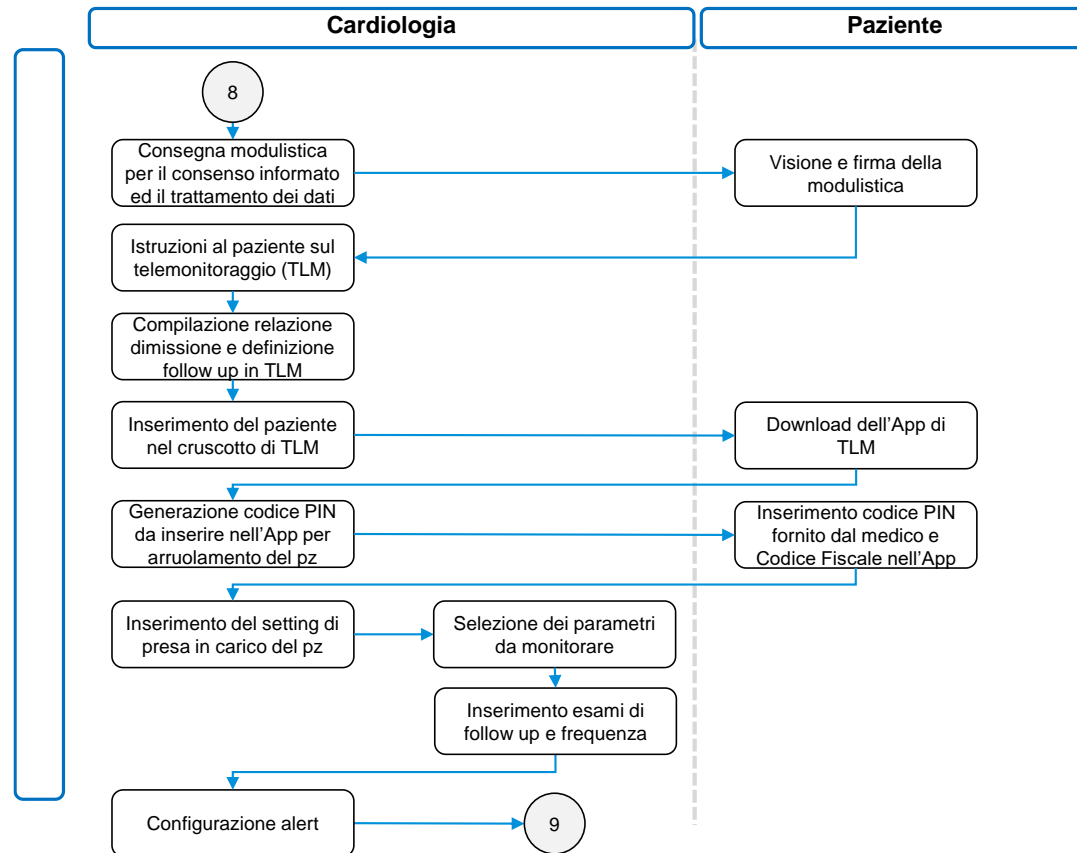 Cardiologia
Paziente
8
Consegna modulistica
per il consenso informato
ed il trattamento dei dati
Visione e firma della
modulistica
Istruzioni al paziente sul
telemonitoraggio (TLM)
Compilazione relazione
dimissione e definizione
follow up in TLM
Inserimento del paziente
nel cruscotto di TLM
Download dell’App di
TLM
Generazione codice PIN
da inserire nell’App per
arruolamento del pz
Inserimento codice PIN
fornito dal medico e
Codice Fiscale nell’App
Inserimento del setting di
presa in carico del pz
Selezione dei parametri
da monitorare
Inserimento esami di
follow up e frequenza
Configurazione alert
9